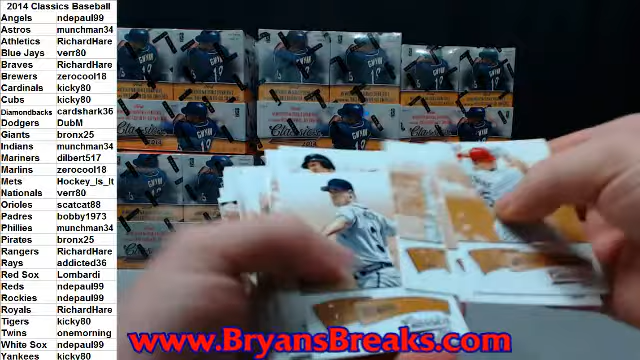 2014 Classics Baseball
Angels ndepaul99
Astros munchman34
Athletics RichardHare
Blue Jays verr80
Braves RichardHare
Brewers zerocool18
Cardinals kicky80
Cubs kicky80
Diamondbacks cardshark36
Dodgers DubM
Giants bronx25
Indians munchman34
Mariners dilbert517
Marlins zerocool18
Mets Hockey_Is_It
Nationals verr80
Orioles scatcat88
Padres bobby1973
Phillies munchman34
Pirates bronx25
Rangers RichardHare
Rays addicted36
Red Sox Lombardi
Reds ndepaul99
Rockies ndepaul99
Royals RichardHare
Tigers kicky80
Twins onemorning
White Sox ndepaul99
Yankees kicky80
GWYNN
Classics
www.BryansBreaks.com